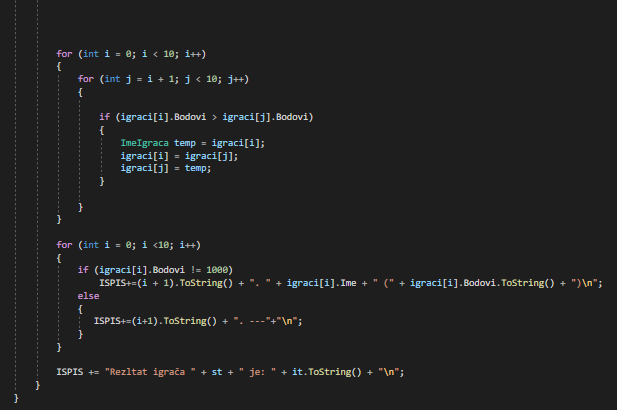 for (int i = 0; i < 10; i++)
{
for (int j = i + 1; j < 10; j++)
{
if (igraci[i].Bodovi > igraci[j].Bodovi)
{
ImeIgraca temp = igraci[i];
igraci[i] = igraci[j];
igraci[j] = temp;
}
}
}
for (int i = 0; i <10; i++)
{
if (igraci[i].Bodovi != 1000)
ISPIS+=(i + 1).ToString() + ". " + igraci[i].Ime + " (" + igraci[i].Bodovi.ToString() + ")\n";
else
{
ISPIS+=(i+1).ToString() + ". ---"+"\n";
}
}
ISPIS += "Rezltat igrača " + st + " je: " + it.ToString() + "\n";
}
}